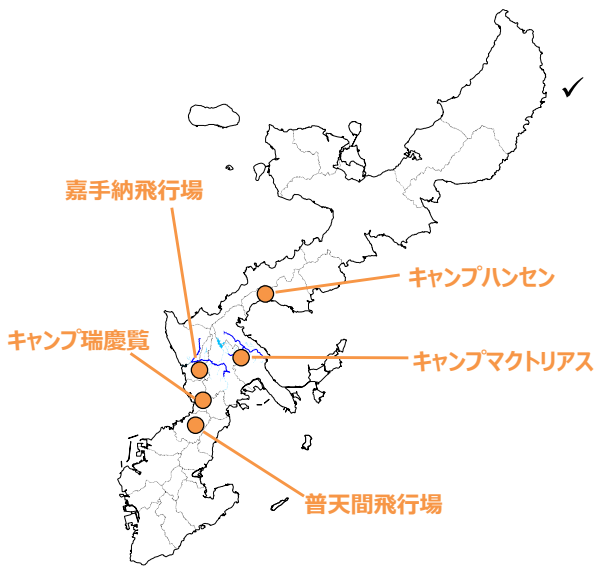 嘉手納飛行場
キャンプハンセン
キャンプ瑞慶覧
キャンプマクトリアス
普天間飛行場